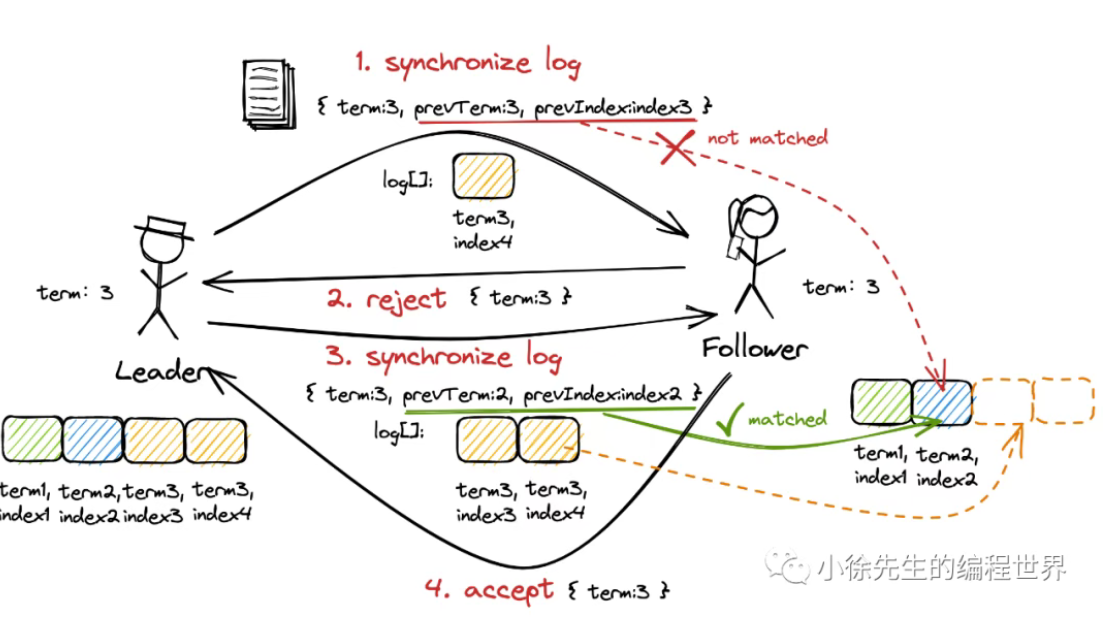 1. synchronize log
{ term:3, prevTerm:3, prevIndex:index3 }
not matched
log[]:
term3,
index4
term: 3
term: 3
2. reject { term:3 }
3. synchronize log
Leader
Follower
{ term:3, prevTerm:2, prevIndex:index2 }
matched
log[]:
term1, term2,
index1 index2
term1, term2, term3, term3,
index1 index2 index3 index4
term3, term3,
index3 index4
小徐先生的编程世界
4. accept { term:3 }